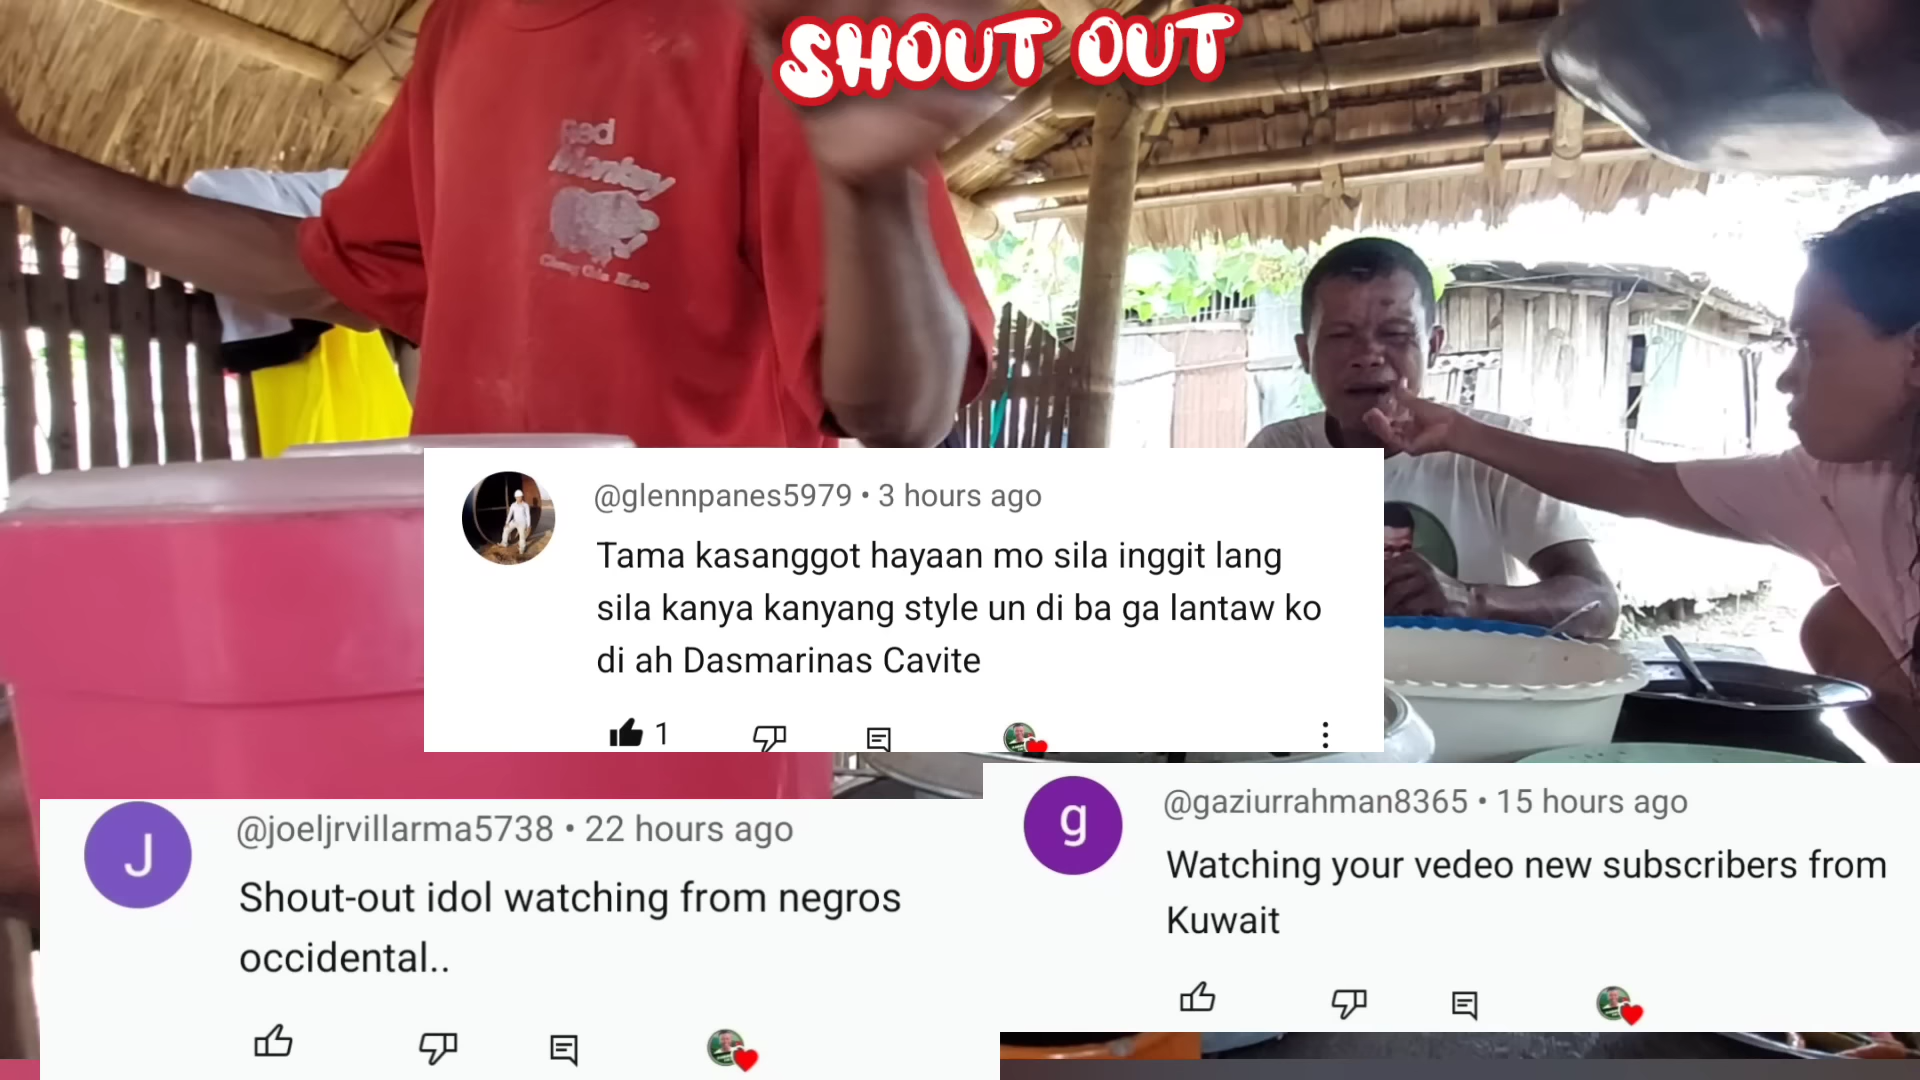 SHOUT OUT
Red
Monkey
@glennpanes5979 • 3 hours ago
Tama kasanggot hayaan mo sila inggit lang
sila kanya kanyang style un di ba ga lantaw ko
di ah Dasmarinas Cavite
1
@joeljrvillarma5738 • 22 hours ago
Shout-out idol watching from negros
occidental..
@gaziurrahman8365 • 15 hours ago
Watching your vedeo new subscribers from
Kuwait